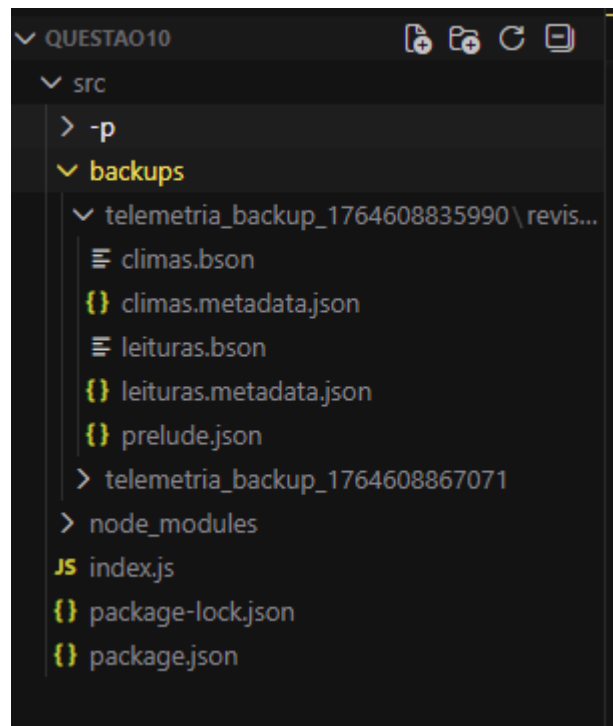 QUESTAO10
src
-p
backups
telemetria_backup_1764608835990\revis...
climas.bson
{} climas.metadata.json
leituras.bson
{} leituras.metadata.json
{} prelude.json
telemetria_backup_1764608867071
node_modules
JS index.js
{} package-lock.json
{} package.json